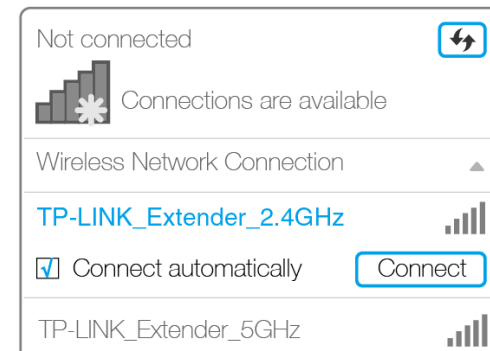 Not connected
Connections are available
Wireless Network Connection
TP-LINK_Extender_2.4GHz
Connect automatically Connect
TP-LINK_Extender_5GHz